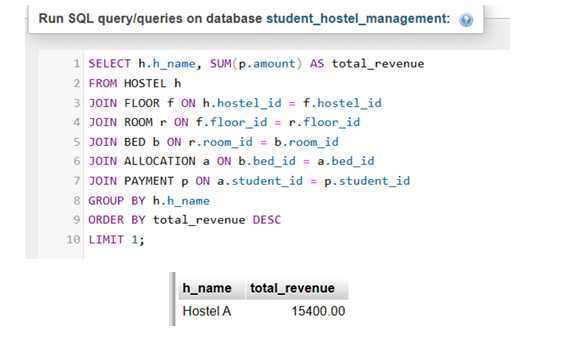 Run SQL query/queries on database student_hostel_management:
1 SELECT h.h_name, SUM(p.amount) AS total_revenue
2 FROM HOSTEL h
3 JOIN FLOOR f ON h.hostel_id = f.hostel_id
4 JOIN ROOM r ON f.floor_id = r.floor_id
5 JOIN BED b ON r.room_id = b.room_id
6 JOIN ALLOCATION a ON b.bed_id = a.bed_id
7 JOIN PAYMENT p ON a.student_id = p.student_id
8 GROUP BY h.h_name
9 ORDER BY total_revenue DESC
10 LIMIT 1;
h_name total_revenue
Hostel A 15400.00